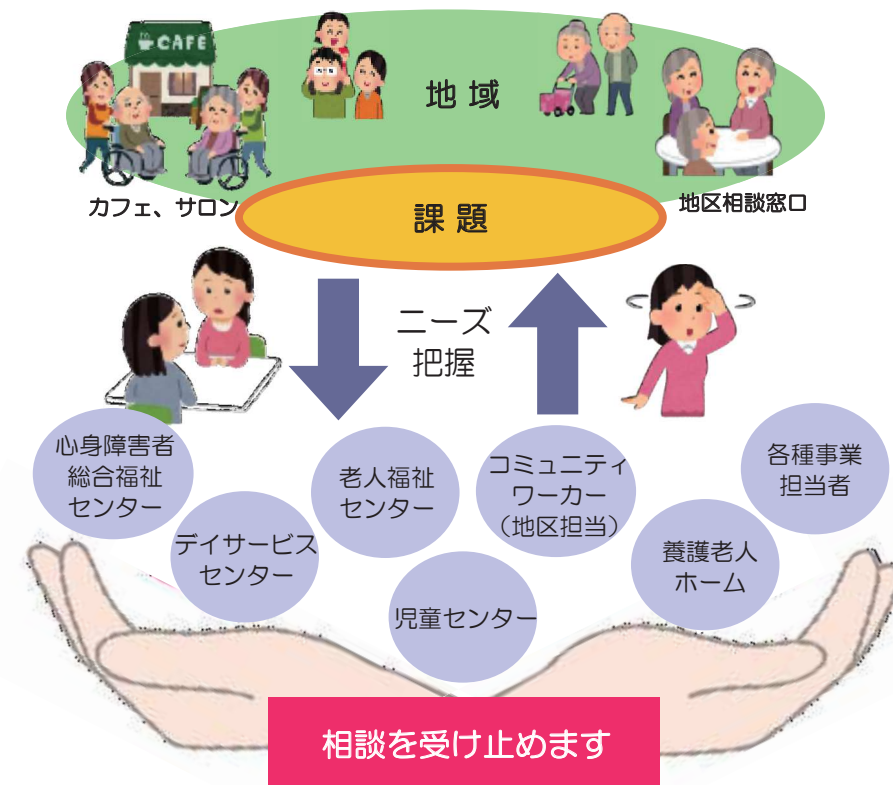 CAFE
地域
カフェ、サロン
地区相談窓口
課題
ニーズ
把握
心身障害者
総合福祉
センター
デイサービス
センター
老人福祉
センター
児童センター
コミュニティ
ワーカー
（地区担当）
養護老人
ホーム
各種事業
担当者
相談を受け止めます